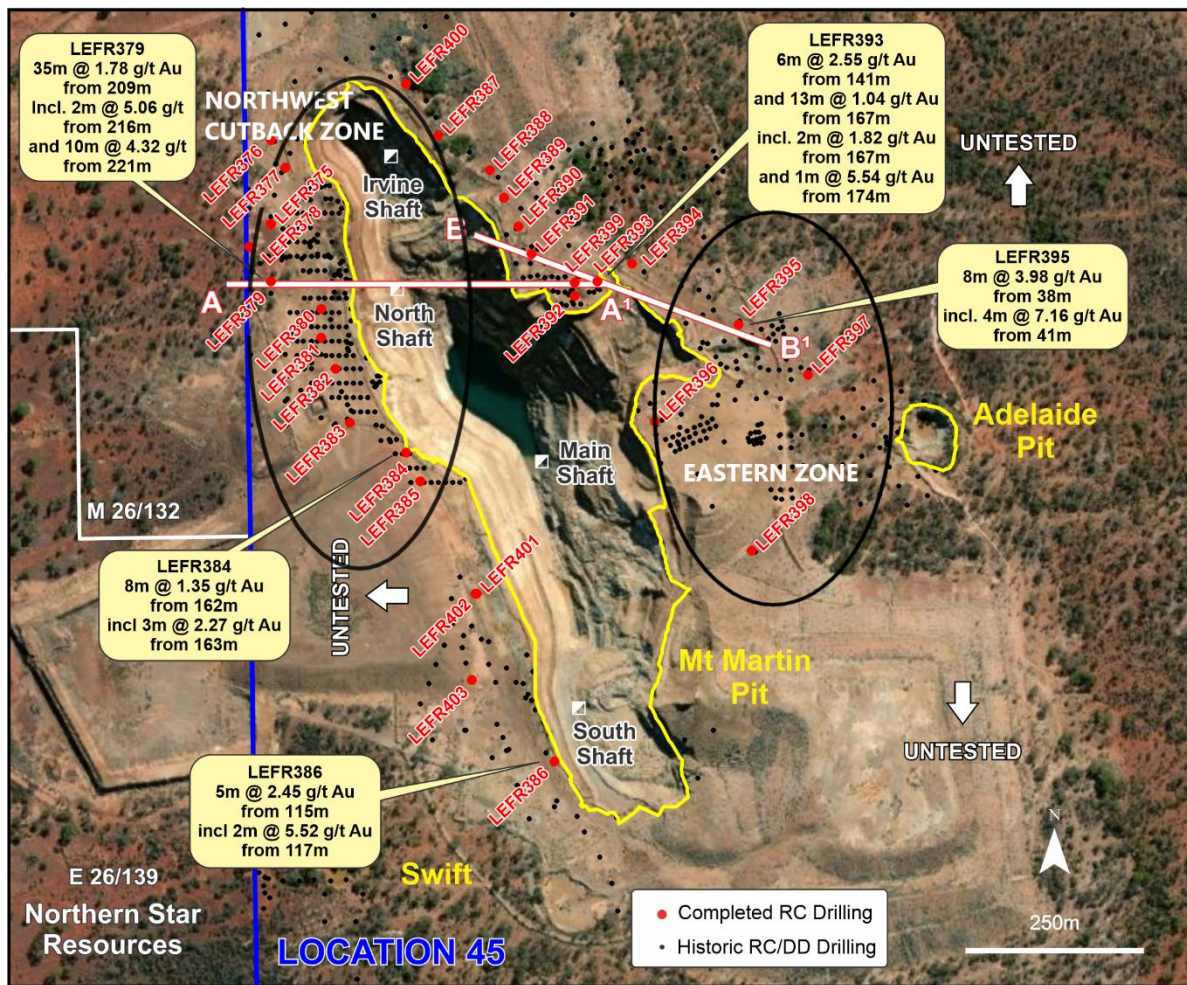 LEFR379
35m @ 1.78 g/t Au
from 209m
Incl. 2m @ 5.06 g/t
from 216m
and 10m @ 4.32 g/t
from 221m
NORTHWEST
CUTBACK ZONE
LEFR400
LEFR387
LEFR388
LEFR389
LEFR390
LEFR391
LEFR399
LEFR393
LEFR394
LEFR393
6m @ 2.55 g/t Au
from 141m
and 13m @ 1.04 g/t Au
from 167m
incl. 2m @ 1.82 g/t Au
from 167m
and 1m @ 5.54 g/t Au
from 174m
UNTESTED
LEFR376
LEFR377
LEFR375
LEFR378
LEFR379
Irvine
Shaft
B
A
North
Shaft
LEFR392
A1
B1
LEFR395
LEFR397
LEFR396
LEFR395
8m @ 3.98 g/t Au
from 38m
incl. 4m @ 7.16 g/t Au
from 41m
LEFR380
LEFR381
LEFR382
LEFR383
LEFR384
LEFR385
Main
Shaft
EASTERN ZONE
Adelaide
Pit
LEFR398
M 26/132
LEFR384
8m @ 1.35 g/t Au
from 162m
incl 3m @ 2.27 g/t Au
from 163m
UNTESTED
LEFR401
LEFR402
LEFR403
Mt Martin
Pit
South
Shaft
UNTESTED
LEFR386
LEFR386
5m @ 2.45 g/t Au
from 115m
incl 2m @ 5.52 g/t Au
from 117m
Swift
E 26/139
Northern Star
Resources
LOCATION 45
Completed RC Drilling
Historic RC/DD Drilling
N
250m